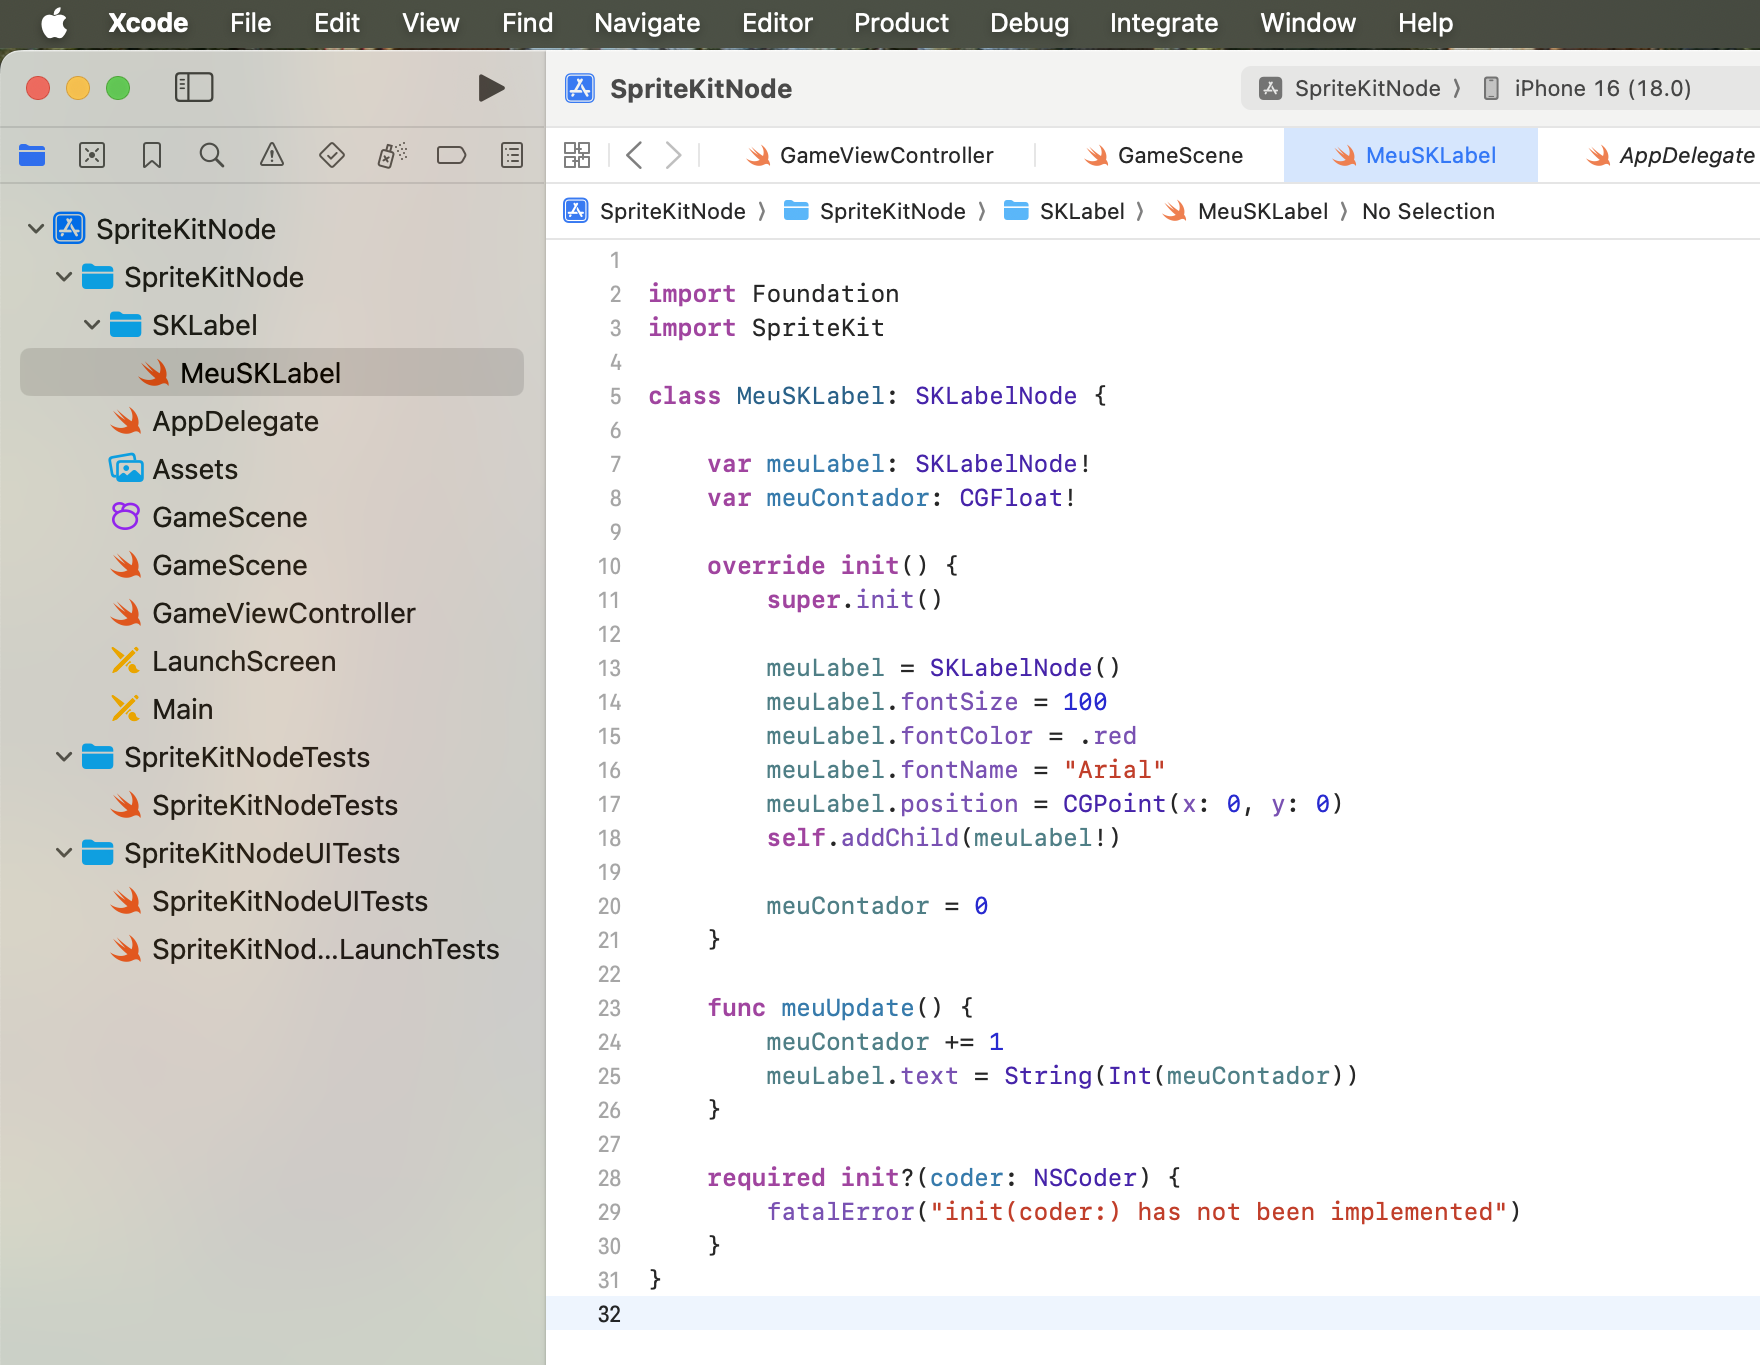 Xcode File Edit View Find Navigate Editor Product Debug Integrate Window Help
SpriteKitNode
SpriteKitNode 〉 iPhone 16 (18.0)
GameViewController GameScene MeuSKLabel AppDelegate
SpriteKitNode 〉 SpriteKitNode 〉 SKLabel 〉 MeuSKLabel 〉 No Selection
SpriteKitNode
SpriteKitNode
SKLabel
MeuSKLabel
AppDelegate
Assets
GameScene
GameScene
GameViewController
LaunchScreen
Main
SpriteKitNodeTests
SpriteKitNodeTests
SpriteKitNodeUITests
SpriteKitNodeUITests
SpriteKitNod...LaunchTests
1
2 import Foundation
3 import SpriteKit
4
5 class MeuSKLabel: SKLabelNode {
6
7 var meuLabel: SKLabelNode!
8 var meuContador: CGFloat!
9
10 override init() {
11 super.init()
12
13 meuLabel = SKLabelNode()
14 meuLabel.fontSize = 100
15 meuLabel.fontColor = .red
16 meuLabel.fontName = "Arial"
17 meuLabel.position = CGPoint(x: 0, y: 0)
18 self.addChild(meuLabel!)
19
20 meuContador = 0
21 }
22
23 func meuUpdate() {
24 meuContador += 1
25 meuLabel.text = String(Int(meuContador))
26 }
27
28 required init?(coder: NSCoder) {
29 fatalError("init(coder:) has not been implemented")
30 }
31 }
32